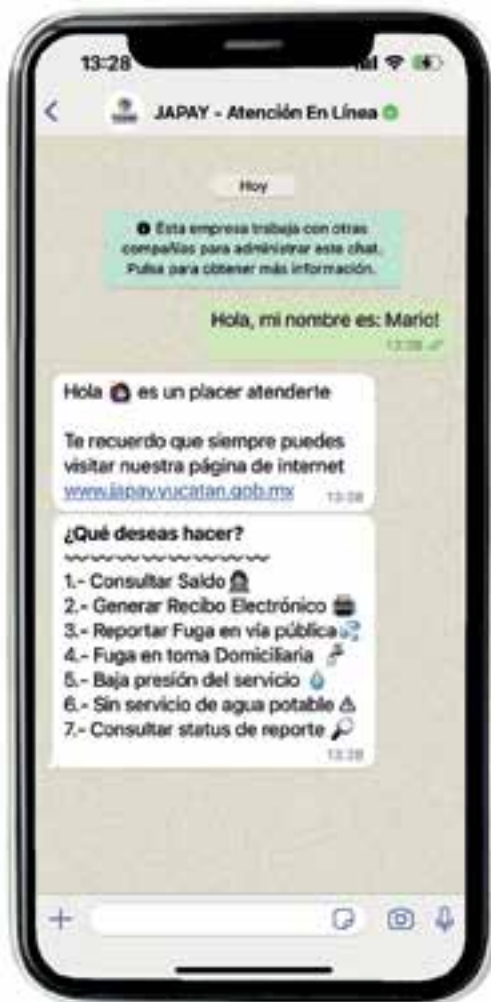 13:28
JAPAY - Atención En Línea
Hoy
Esta empresa trabaja con otras
compañías para administrar este chat.
Pulsa para obtener más información.
Hola, mi nombre es: Mario!
13:28
Hola 🙋🏻‍♀️ es un placer atenderte
Te recuerdo que siempre puedes
visitar nuestra página de internet
www.japay.yucatan.gob.mx
13:28
¿Qué deseas hacer?
1.- Consultar Saldo
2.- Generar Recibo Electrónico
3.- Reportar Fuga en vía pública
4.- Fuga en toma Domiciliaria
5.- Baja presión del servicio
6.- Sin servicio de agua potable
7.- Consultar status de reporte
13:28